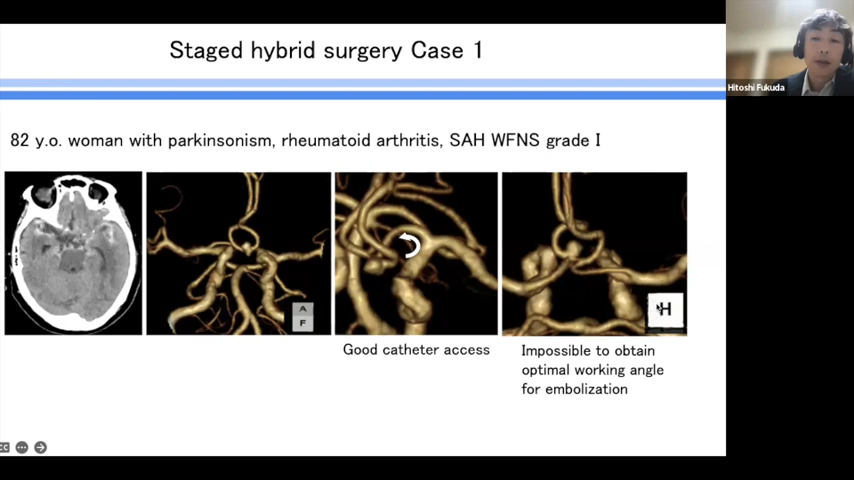 Staged hybrid surgery Case 1
Hitoshi Fukuda
82 y.o. woman with parkinsonism, rheumatoid arthritis, SAH WFNS grade I
A
F
H
Good catheter access
Impossible to obtain
optimal working angle
for embolization
CC